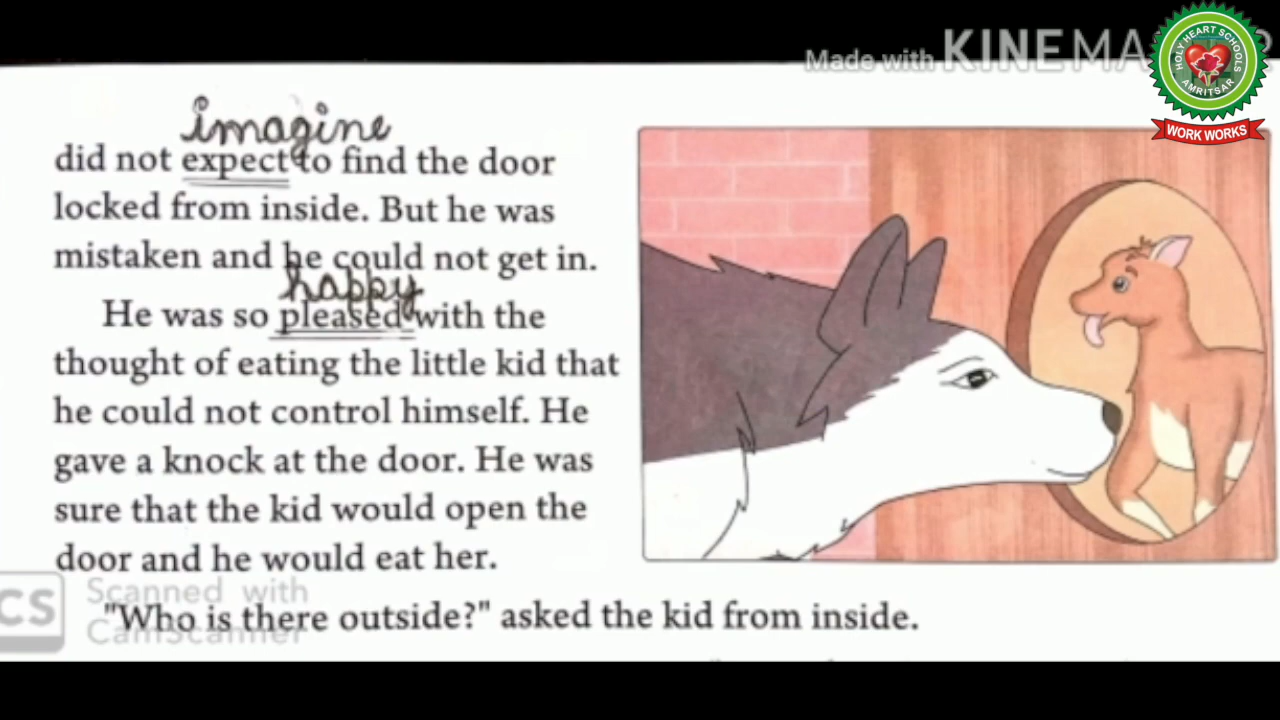 Made with KINEMA
HOLY HEART SCHOOLS
AMRITSAR
WORK WORKS
imagine
did not expect to find the door
locked from inside. But he was
mistaken and he could not get in.
happy
He was so pleased with the
thought of eating the little kid that
he could not control himself. He
gave a knock at the door. He was
sure that the kid would open the
door and he would eat her.
CS Scanned with
CamScanner
"Who is there outside?" asked the kid from inside.